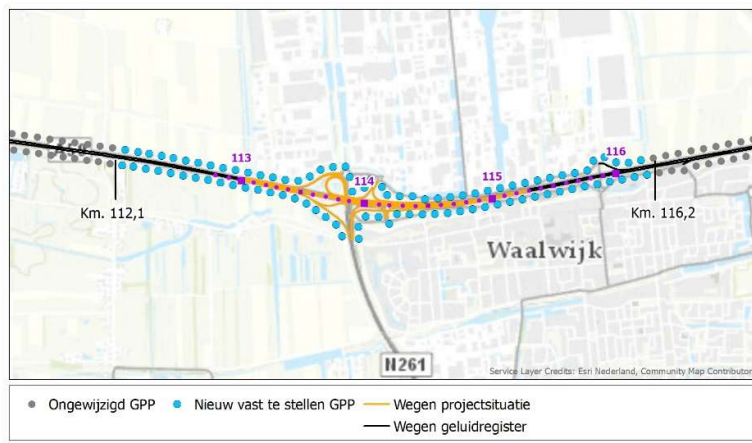 116
113
114
115
Km. 112,1
Km. 116,2
Waalwijk
N261
Service Layer Credits: Esri Nederland, Community Map Contributor
Ongewijzigd GPP Nieuw vast te stellen GPP Wegen projectsituatie
Wegen geluidregister